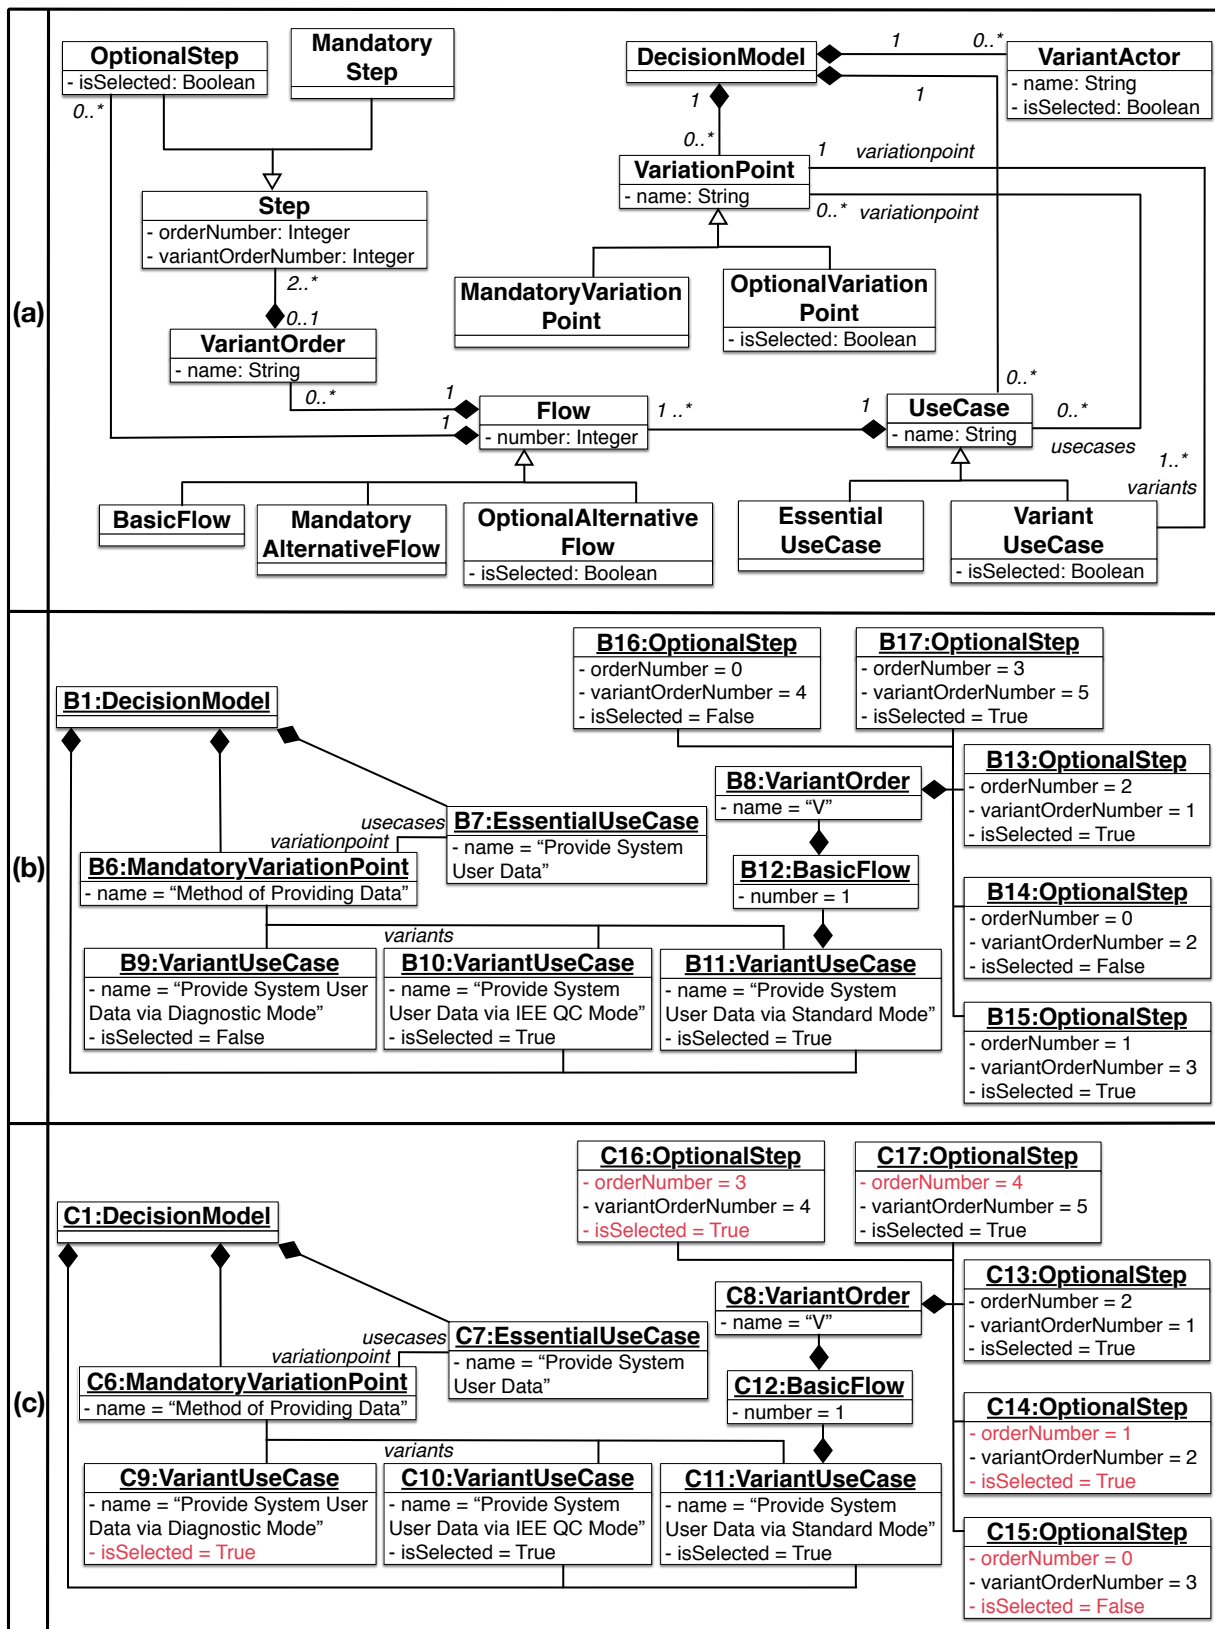 (a)
OptionalStep
- isSelected: Boolean
0..*
Mandatory
Step
DecisionModel
1
0..*
VariantActor
- name: String
- isSelected: Boolean
1
1
0..*
VariationPoint
- name: String
1
variationpoint
0..*
variationpoint
Step
- orderNumber: Integer
- variantOrderNumber: Integer
2..*
0..1
MandatoryVariation
Point
OptionalVariation
Point
- isSelected: Boolean
VariantOrder
- name: String
0..*
1
1
Flow
- number: Integer
1 ..*
1
UseCase
- name: String
0..*
0..*
usecases
1..*
variants
BasicFlow
Mandatory
AlternativeFlow
OptionalAlternative
Flow
- isSelected: Boolean
Essential
UseCase
Variant
UseCase
- isSelected: Boolean
(b)
B16:OptionalStep
- orderNumber = 0
- variantOrderNumber = 4
- isSelected = False
B17:OptionalStep
- orderNumber = 3
- variantOrderNumber = 5
- isSelected = True
B1:DecisionModel
B8:VariantOrder
- name = “V”
B13:OptionalStep
- orderNumber = 2
- variantOrderNumber = 1
- isSelected = True
usecases
variationpoint
B7:EssentialUseCase
- name = “Provide System
User Data”
B6:MandatoryVariationPoint
- name = “Method of Providing Data”
B12:BasicFlow
- number = 1
B14:OptionalStep
- orderNumber = 0
- variantOrderNumber = 2
- isSelected = False
variants
B9:VariantUseCase
- name = “Provide System User
Data via Diagnostic Mode”
- isSelected = False
B10:VariantUseCase
- name = “Provide System
User Data via IEE QC Mode”
- isSelected = True
B11:VariantUseCase
- name = “Provide System
User Data via Standard Mode”
- isSelected = True
B15:OptionalStep
- orderNumber = 1
- variantOrderNumber = 3
- isSelected = True
(c)
C16:OptionalStep
- orderNumber = 3
- variantOrderNumber = 4
- isSelected = True
C17:OptionalStep
- orderNumber = 4
- variantOrderNumber = 5
- isSelected = True
C1:DecisionModel
C8:VariantOrder
- name = “V”
C13:OptionalStep
- orderNumber = 2
- variantOrderNumber = 1
- isSelected = True
usecases
variationpoint
C7:EssentialUseCase
- name = “Provide System
User Data”
C6:MandatoryVariationPoint
- name = “Method of Providing Data”
C12:BasicFlow
- number = 1
C14:OptionalStep
- orderNumber = 1
- variantOrderNumber = 2
- isSelected = True
variants
C9:VariantUseCase
- name = “Provide System User
Data via Diagnostic Mode”
- isSelected = True
C10:VariantUseCase
- name = “Provide System
User Data via IEE QC Mode”
- isSelected = True
C11:VariantUseCase
- name = “Provide System
User Data via Standard Mode”
- isSelected = True
C15:OptionalStep
- orderNumber = 0
- variantOrderNumber = 3
- isSelected = False